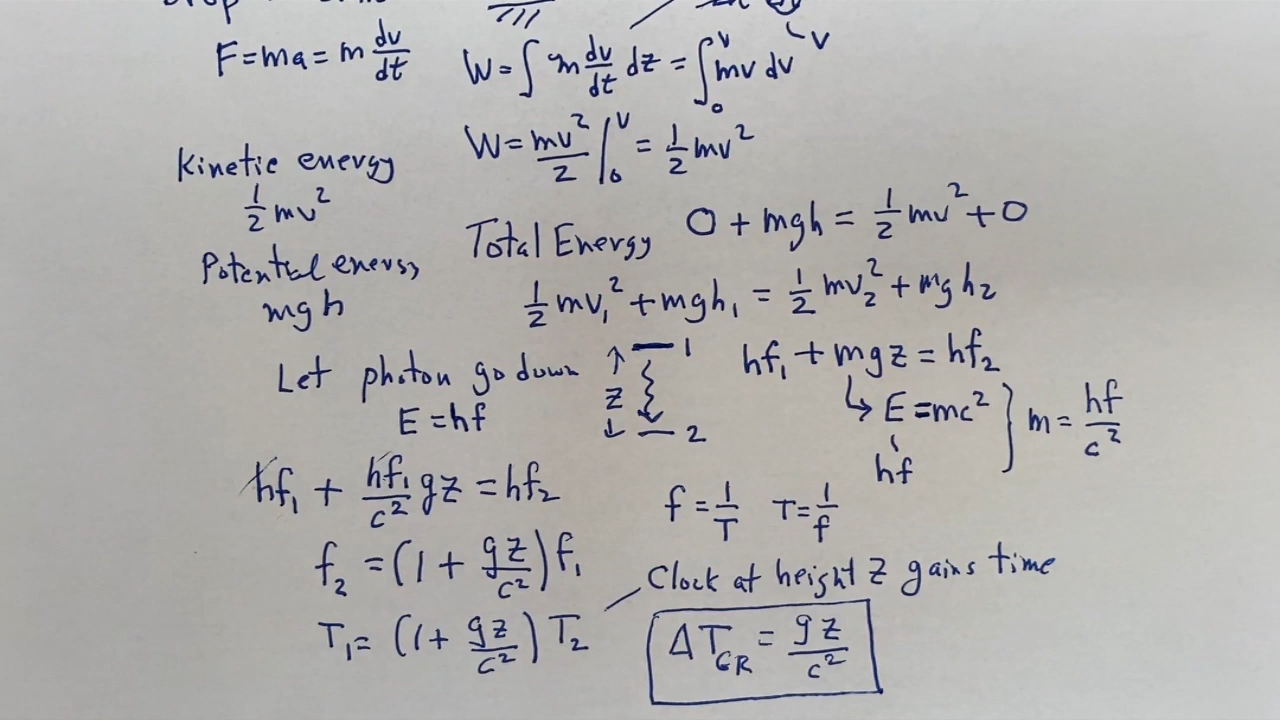 F=ma=m dv/dt
W=∫ m dv/dt dz = ∫₀ᵛ mv dv
v
W= mv²/2 |₀ᵛ = ½ mv²
Kinetic energy
½ mv²
Total Energy 0 + mgh = ½ mv² + 0
Potential energy
mgh
½ mv₁² + mgh₁ = ½ mv₂² + mgh₂
Let photon go down
E = hf
↑ z ↓
1
2
hf₁ + mgz = hf₂
↳ E = mc² } m = hf/c²
hf
hf₁ + hf₁/c² gz = hf₂
f = 1/T T = 1/f
f₂ = (1 + gz/c²) f₁
Clock at height z gains time
T₁ = (1 + gz/c²) T₂
ΔT_GR = gz/c²